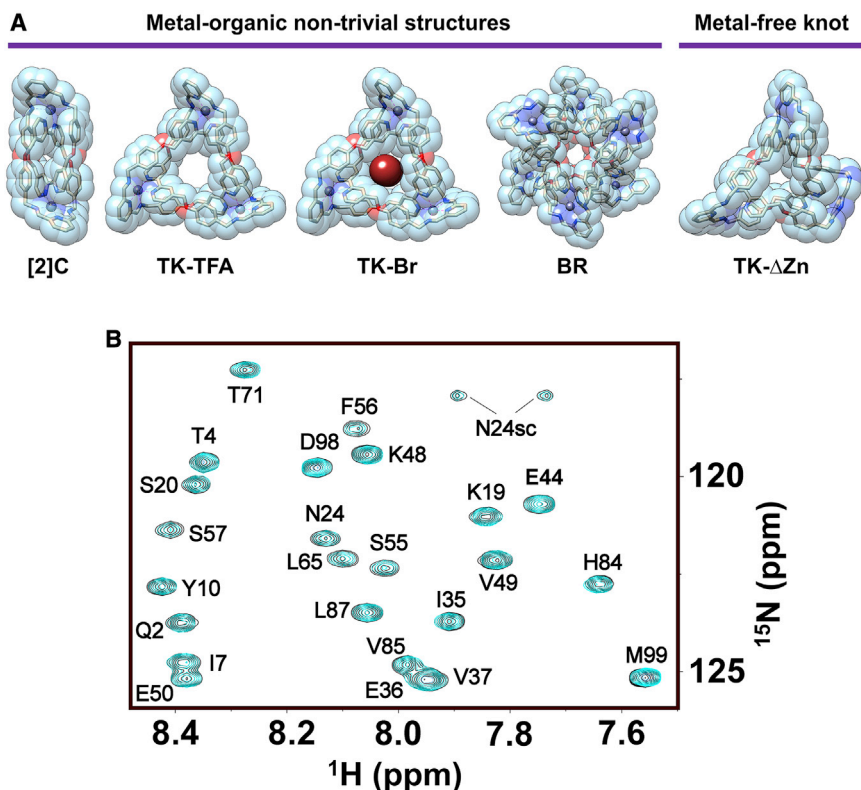 A
Metal-organic non-trivial structures
Metal-free knot
[2]C
TK-TFA
TK-Br
BR
TK-ΔZn
B
T71
F56
N24sc
T4
D98
K48
S20
K19
E44
120
S57
N24
L65
S55
V49
H84
Y10
Q2
L87
I35
I7
V85
V37
M99
E50
E36
125
¹⁵N (ppm)
8.4 8.2 8.0 7.8 7.6
¹H (ppm)